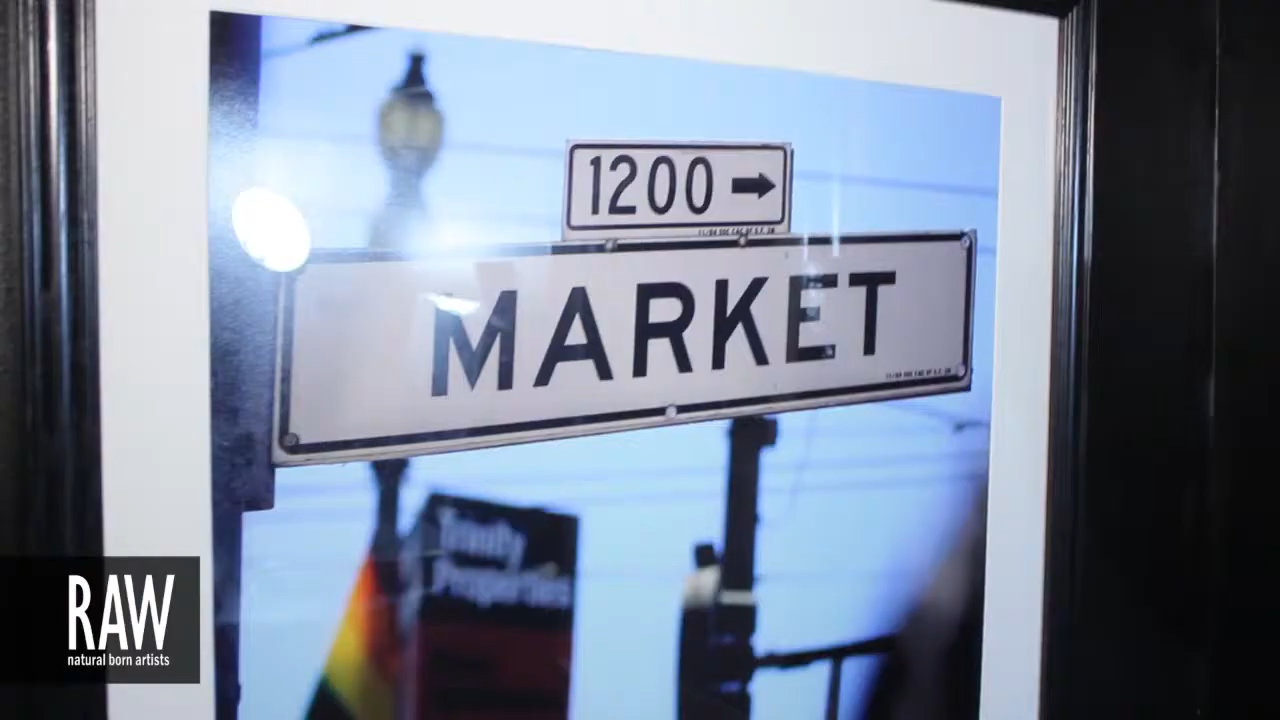 1200 →
MARKET
Trinity
Properties
RAW
natural born artists